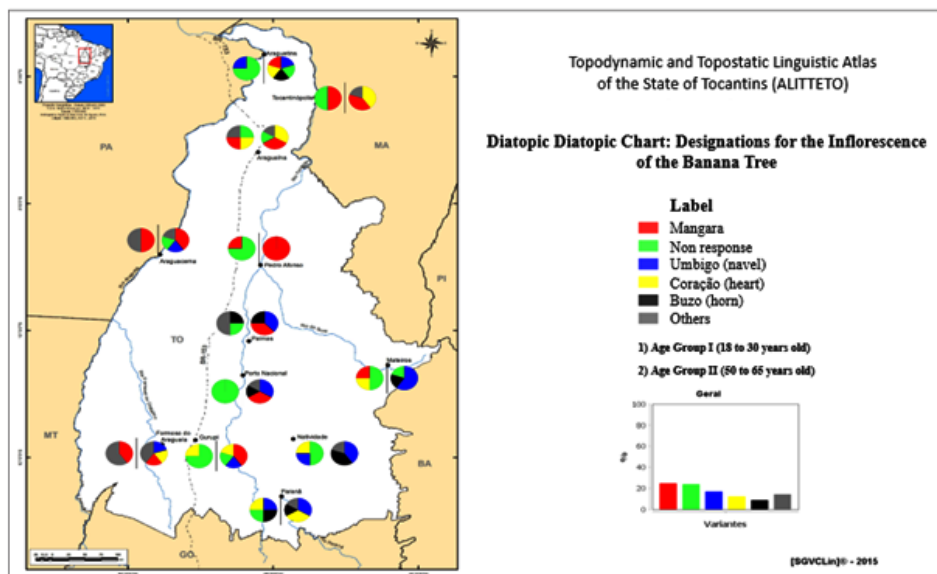 Topodynamic and Topostatic Linguistic Atlas
of the State of Tocantins (ALITTETO)
Diatopic Diatopic Chart: Designations for the Inflorescence
of the Banana Tree
Label
Mangara
Non response
Umbigo (navel)
Coração (heart)
Buzo (horn)
Others
1) Age Group I (18 to 30 years old)
2) Age Group II (50 to 65 years old)
Geral
100
80
60
40
20
0
%
Variantes
[SGVCLin]© - 2015
Araguatins
Tocantinópolis
PA
MA
Araguaína
Araguacema
Pedro Afonso
PI
TO
BR-153
Palmas
Mateiros
Porto Nacional
MT
Formoso do
Araguaia
Gurupi
Natividade
BA
Paranã
GO